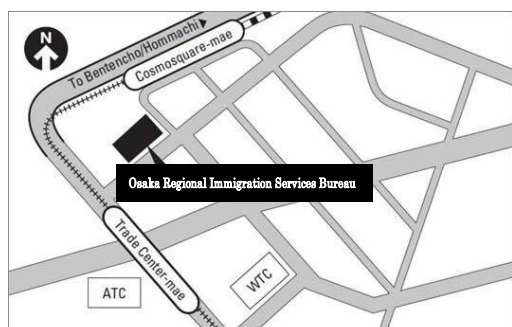 N
To Bentencho/Hommachi
Cosmosquare-mae
Osaka Regional Immigration Services Bureau
Trade Center-mae
ATC
WTC